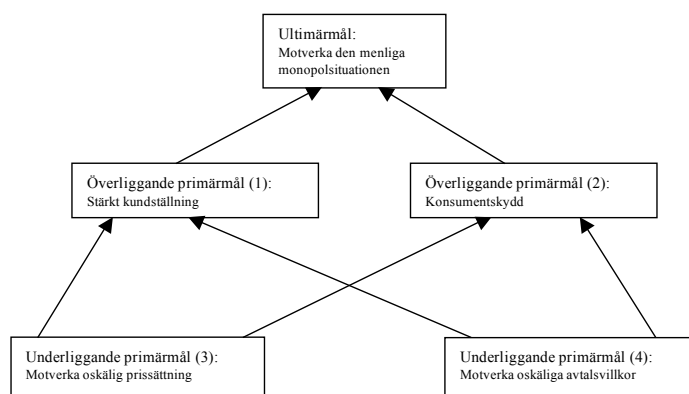 Ultimärmål:
Motverka den menliga
monopolsituationen
Överliggande primärmål (1):
Stärkt kundställning
Överliggande primärmål (2):
Konsumentskydd
Underliggande primärmål (3):
Motverka oskälig prissättning
Underliggande primärmål (4):
Motverka oskäliga avtalsvillkor